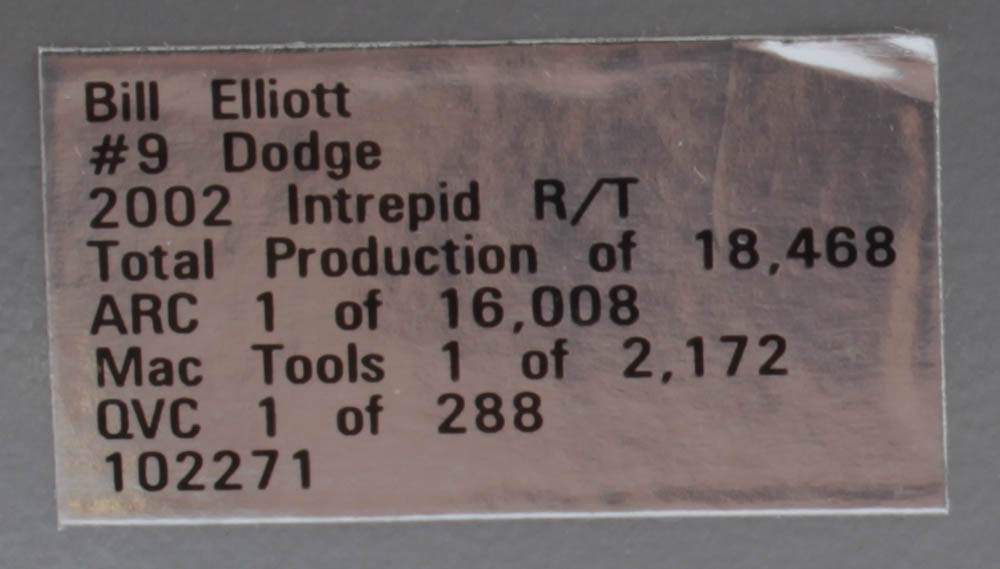 Bill Elliott
#9 Dodge
2002 Intrepid R/T
Total Production of 18,468
ARC 1 of 16,008
Mac Tools 1 of 2,172
QVC 1 of 288
102271